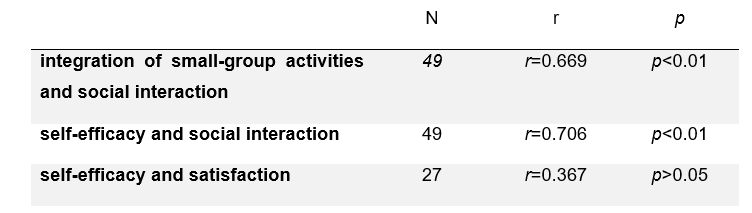 N r p
integration of small-group activities 49 r=0.669 p<0.01
and social interaction
self-efficacy and social interaction 49 r=0.706 p<0.01
self-efficacy and satisfaction 27 r=0.367 p>0.05